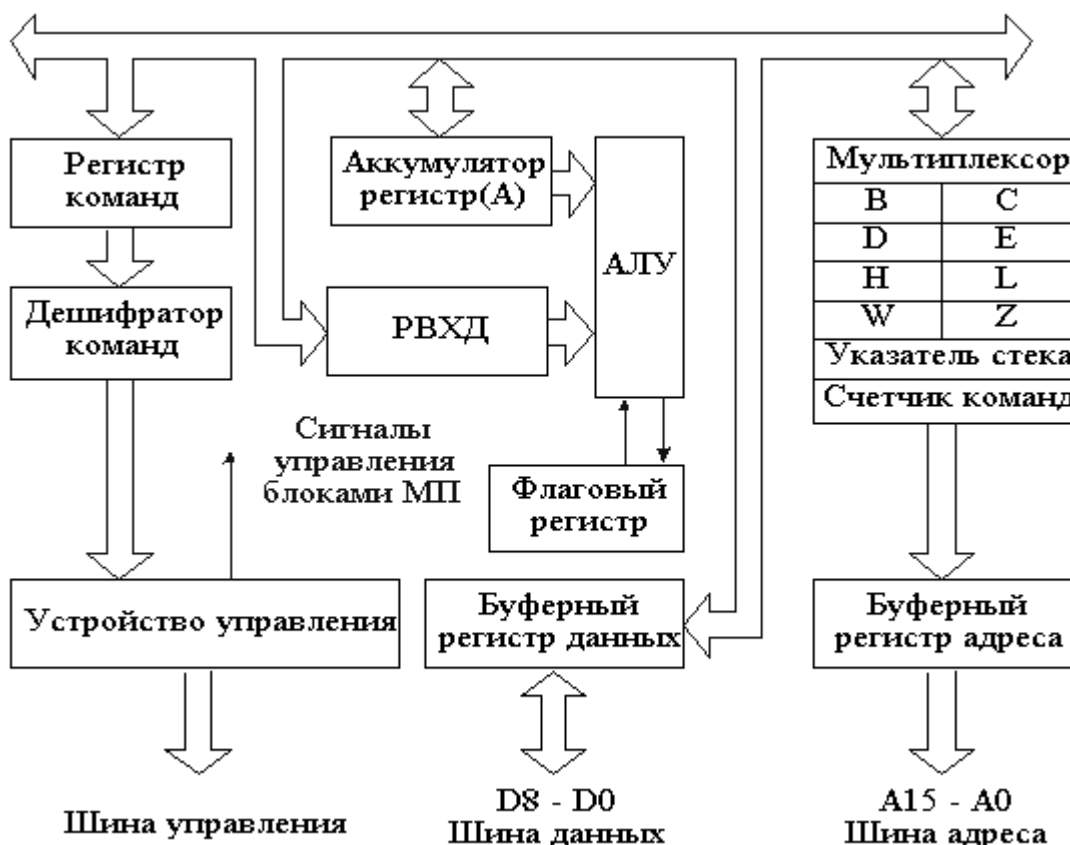 Регистр
команд
Аккумулятор
регистр(А)
АЛУ
Мультиплексор
B C
D E
H L
W Z
Указатель стека
Счетчик команд
Дешифратор
команд
РВХД
Сигналы
управления
блоками МП
Флаговый
регистр
Устройство управления
Буферный
регистр данных
Буферный
регистр адреса
Шина управления
D8 - D0
Шина данных
A15 - A0
Шина адреса